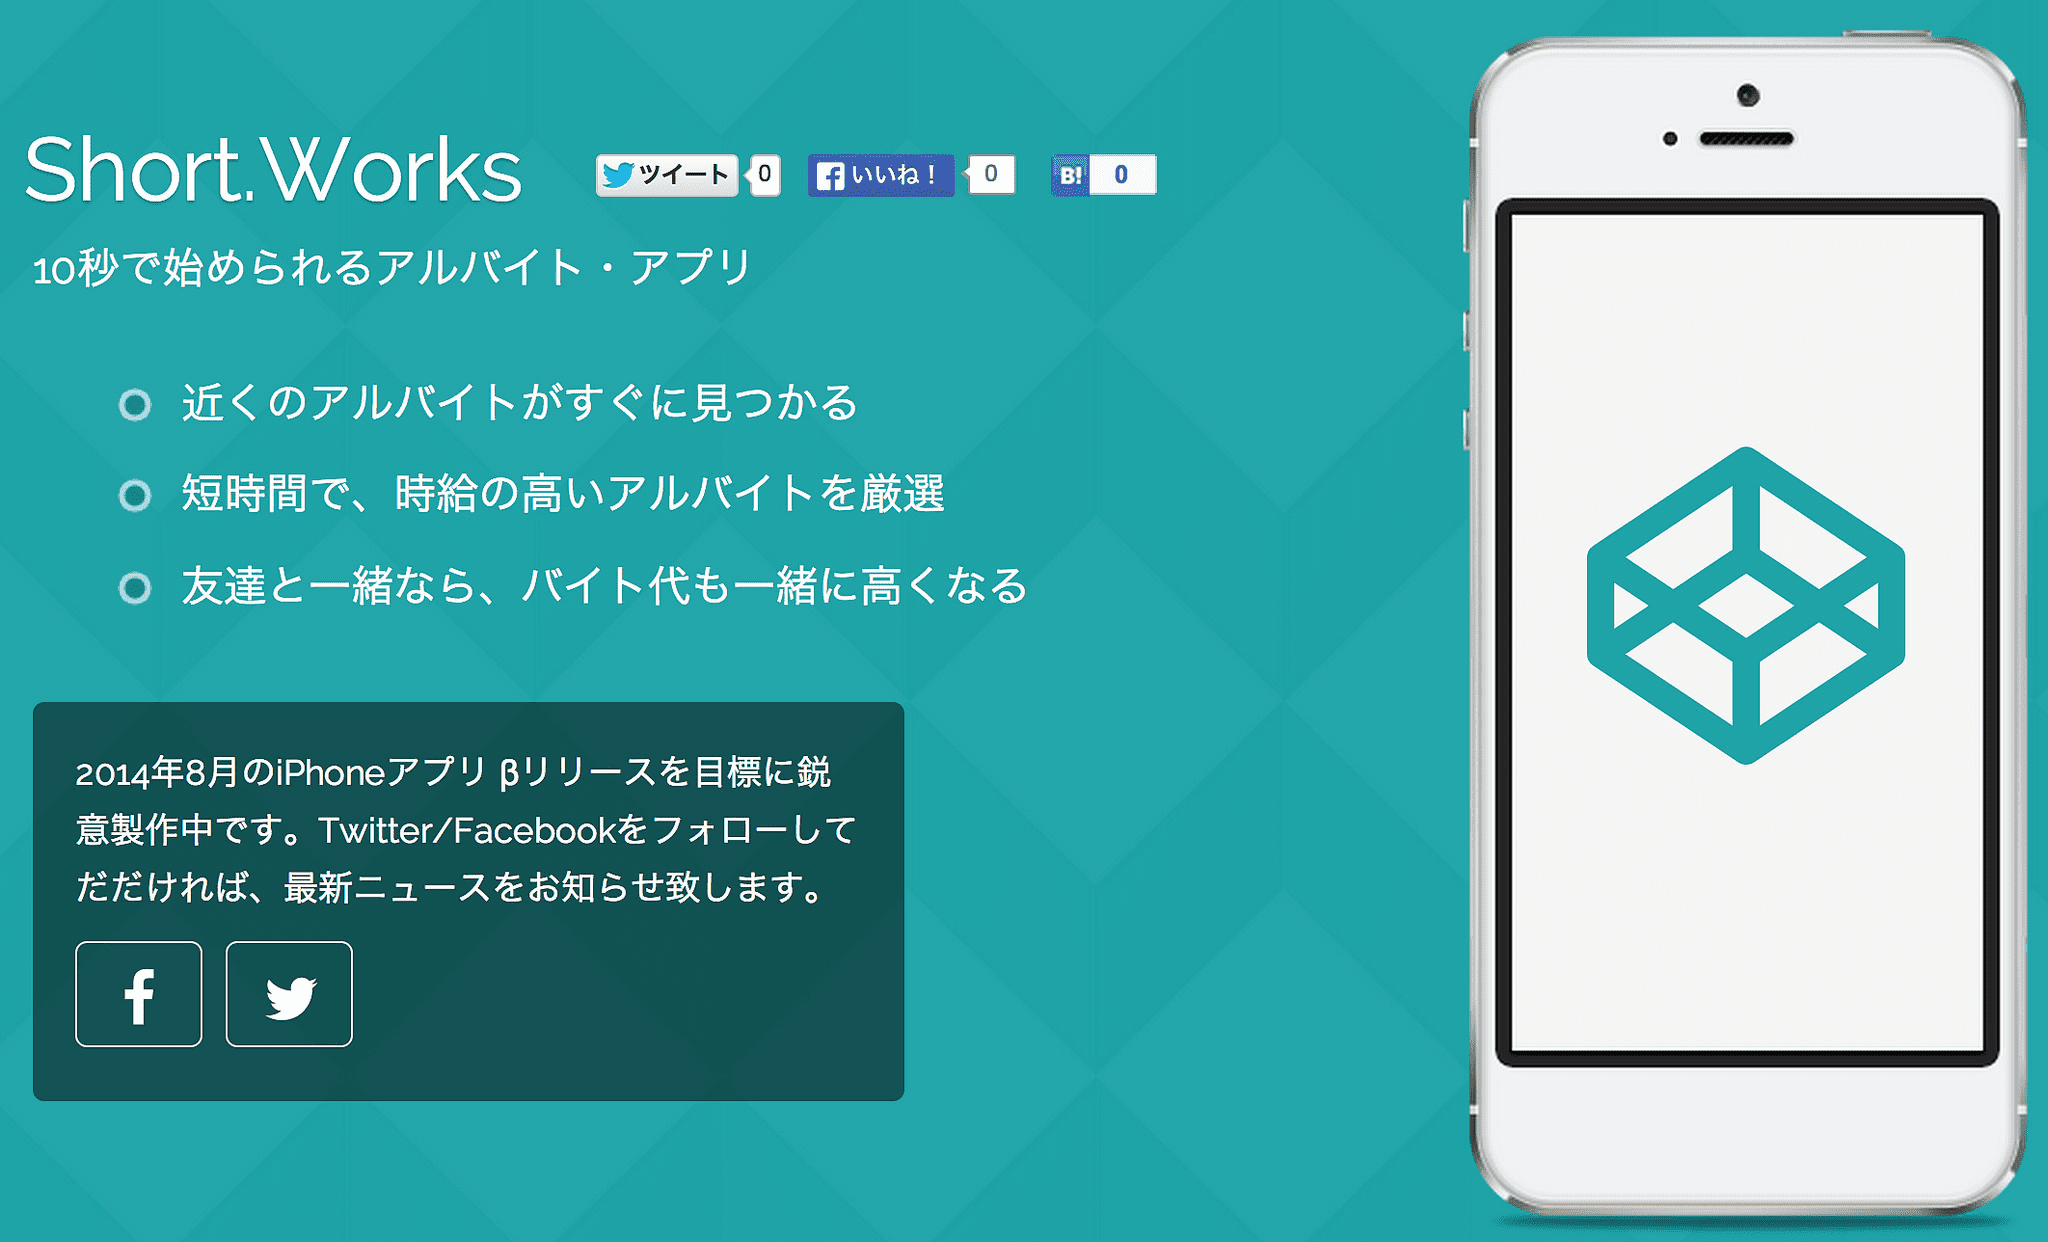 Short.Works
ツイート 0 いいね！ 0 B! 0
10秒で始められるアルバイト・アプリ
近くのアルバイトがすぐに見つかる
短時間で、時給の高いアルバイトを厳選
友達と一緒なら、バイト代も一緒に高くなる
2014年8月のiPhoneアプリ βリリースを目標に鋭
意製作中です。Twitter/Facebookをフォローして
だだければ、最新ニュースをお知らせ致します。